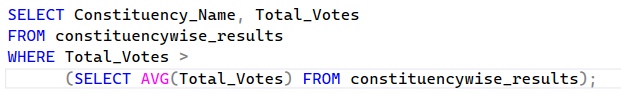 SELECT Constituency_Name, Total_Votes
FROM constituencywise_results
WHERE Total_Votes >
(SELECT AVG(Total_Votes) FROM constituencywise_results);